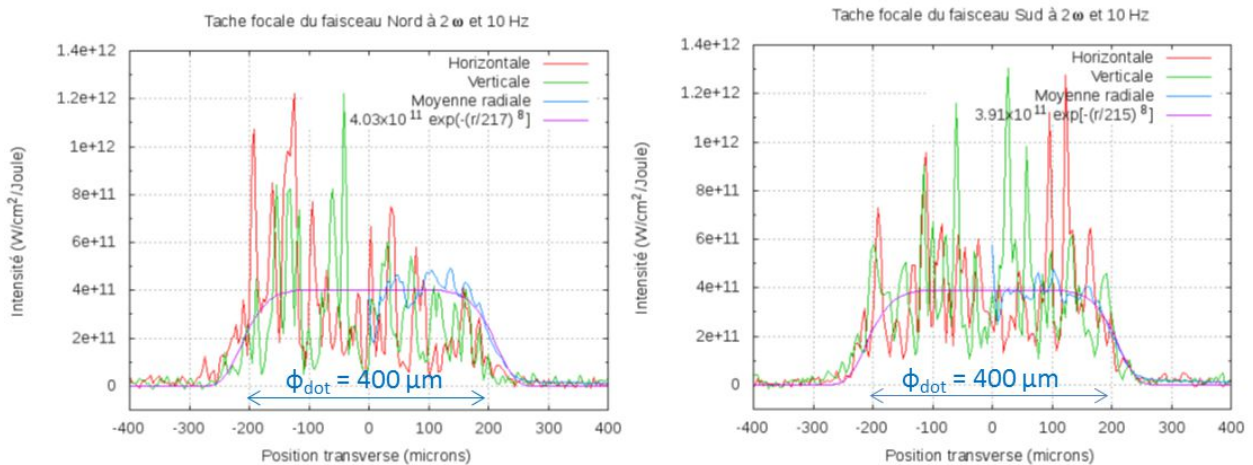 Tache focale du faisceau Nord à 2 ω et 10 Hz
1.4e+12
1.2e+12
1e+12
8e+11
6e+11
4e+11
2e+11
0
Intensité (W/cm²/Joule)
Horizontale
Verticale
Moyenne radiale
4.03x10 ¹¹ exp(-(r/217) ⁸]
ϕdot = 400 µm
-400 -300 -200 -100 0 100 200 300 400
Position transverse (microns)
Tache focale du faisceau Sud à 2 ω et 10 Hz
1.4e+12
1.2e+12
1e+12
8e+11
6e+11
4e+11
2e+11
0
Intensité (W/cm²/Joule)
Horizontale
Verticale
Moyenne radiale
3.91x10 ¹¹ exp[-(r/215) ⁸]
ϕdot = 400 µm
-400 -300 -200 -100 0 100 200 300 400
Position transverse (microns)